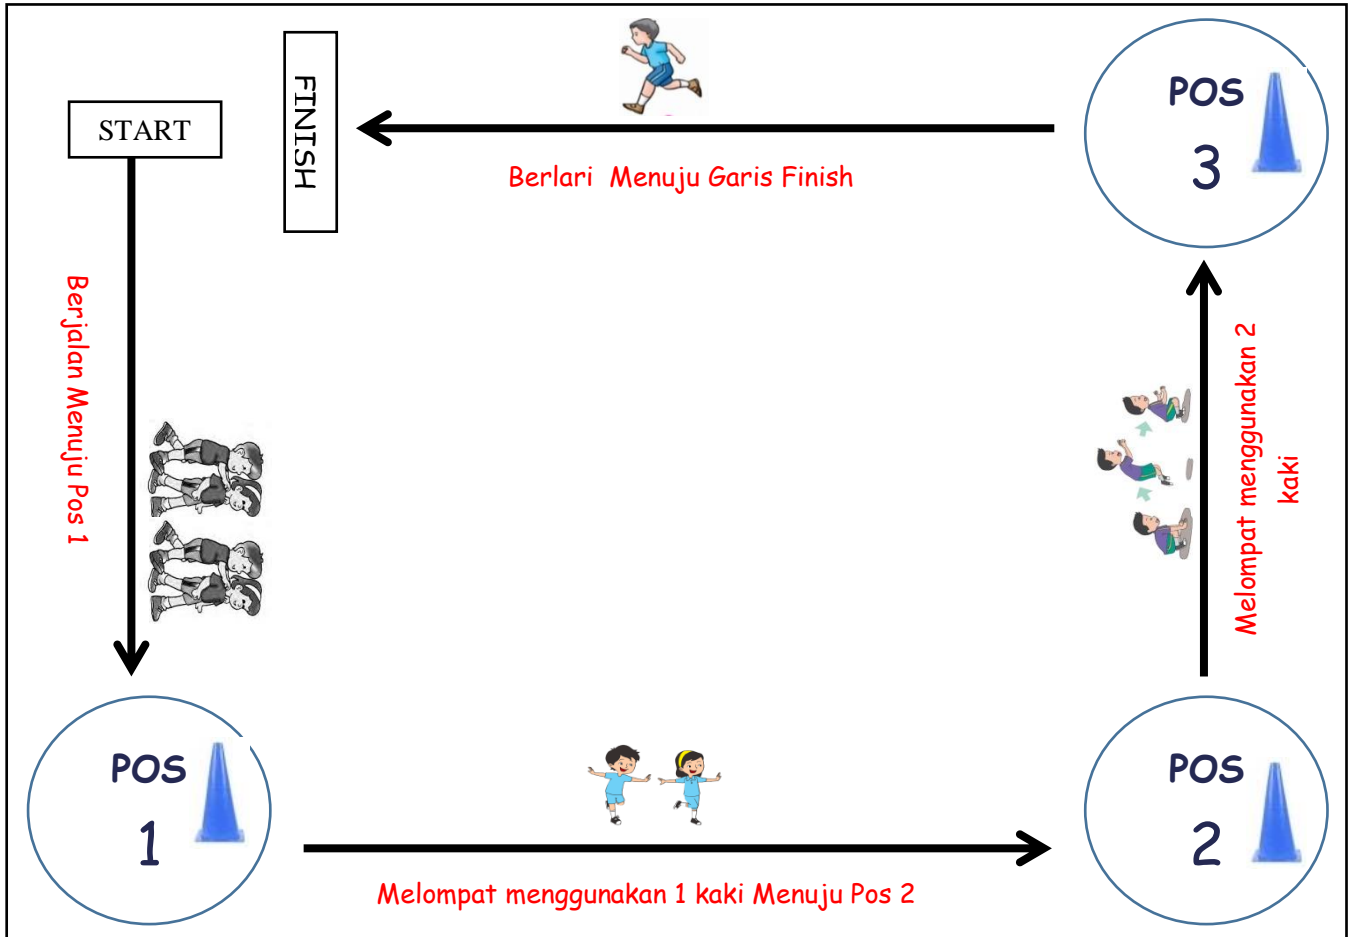 START
FINISH
Berjalan Menuju Pos 1
POS
1
Melompat menggunakan 1 kaki Menuju Pos 2
POS
2
Melompat menggunakan 2
kaki
POS
3
Berlari Menuju Garis Finish